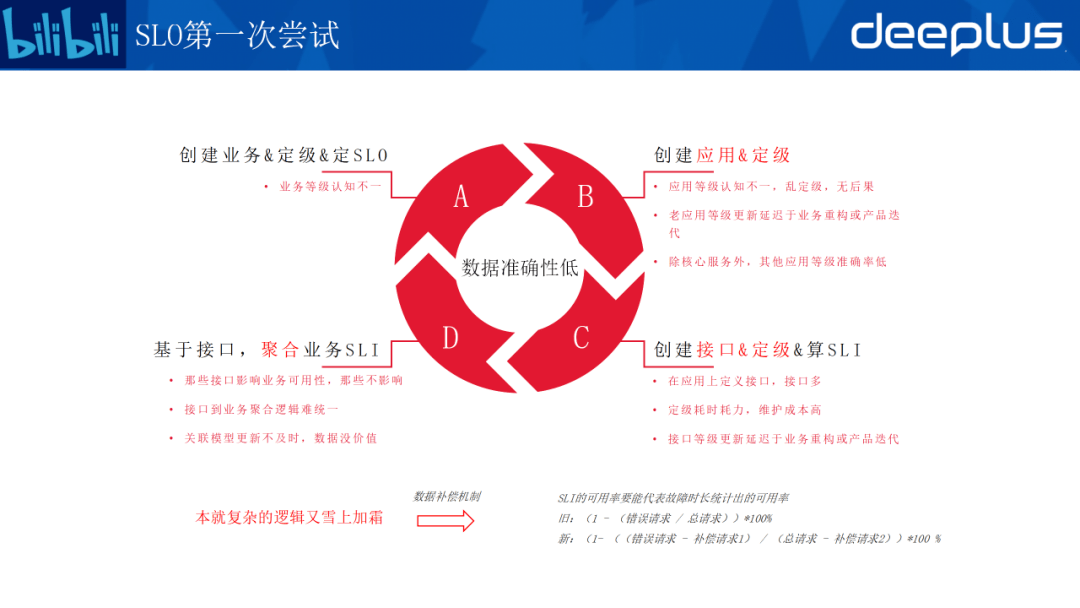 bilibili
SLO第一次尝试
deeplus
创建业务&定级&定SLO
• 业务等级认知不一
A
B
创建应用&定级
• 应用等级认知不一，乱定级，无后果
• 老应用等级更新延迟于业务重构或产品迭
代
• 除核心服务外，其他应用等级准确率低
数据准确性低
D
C
基于接口，聚合业务SLI
• 那些接口影响业务可用性，那些不影响
• 接口到业务聚合逻辑难统一
• 关联模型更新不及时，数据没价值
创建接口&定级&算SLI
• 在应用上定义接口，接口多
• 定级耗时耗力，维护成本高
• 接口等级更新延迟于业务重构或产品迭代
本就复杂的逻辑又雪上加霜
数据补偿机制
SLI的可用率要能代表故障时长统计出的可用率
旧：（1 - （错误请求 / 总请求））*100%
新：（1- （（错误请求 - 补偿请求1） / （总请求 - 补偿请求2））*100 %